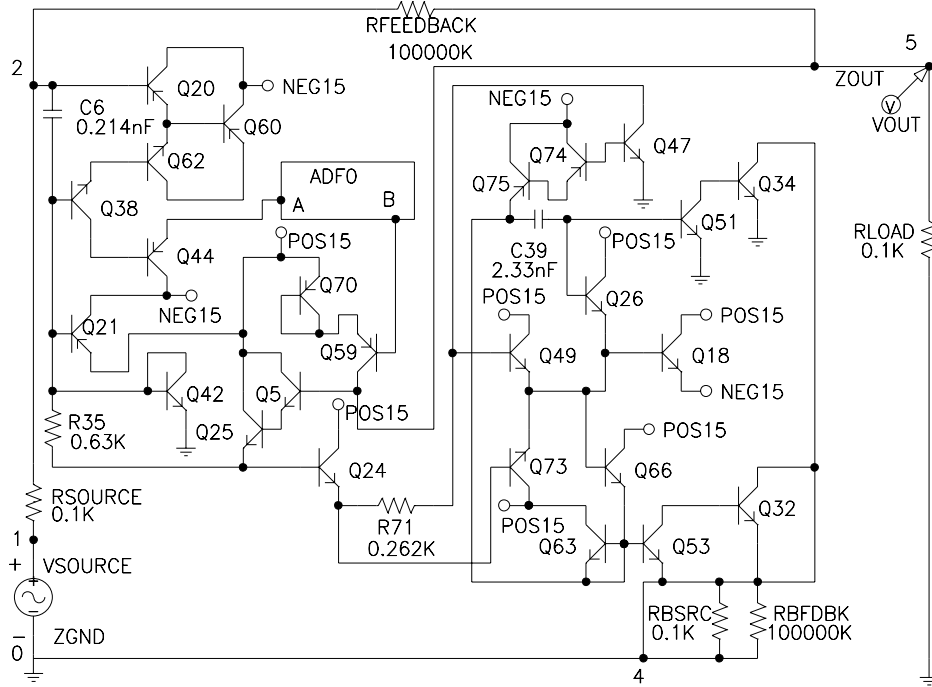 RFEEDBACK
100000K
5
2
ZOUT
V
VOUT
Q20
NEG15
C6
0.214nF
Q60
NEG15
Q47
Q62
Q74
ADF0
Q75
Q34
Q38
A
B
Q51
POS15
C39
2.33nF
POS15
RLOAD
0.1K
Q44
Q70
POS15
Q26
NEG15
Q21
POS15
Q59
Q49
Q18
Q42
Q5
NEG15
POS15
R35
0.63K
Q25
POS15
Q24
Q73
Q66
RSOURCE
0.1K
Q32
R71
0.262K
POS15
1
Q63
Q53
+
VSOURCE
+
−
RBSRC
0.1K
RBFDBK
100000K
−
ZGND
0
4